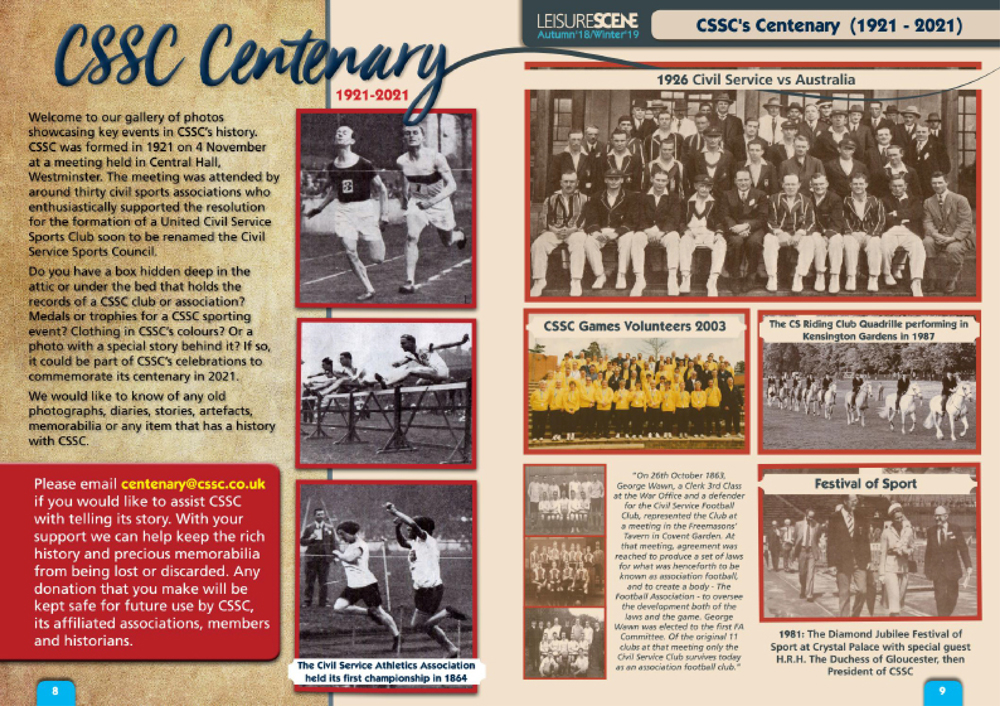 CSSC Centenary
1921-2021
Welcome to our gallery of photos
showcasing key events in CSSC's history.
CSSC was formed in 1921 on 4 November
at a meeting held in Central Hall,
Westminster. The meeting was attended by
around thirty civil sports associations who
enthusiastically supported the resolution
for the formation of a United Civil Service
Sports Club soon to be renamed the Civil
Service Sports Council.
Do you have a box hidden deep in the
attic or under the bed that holds the
records of a CSSC club or association?
Medals or trophies for a CSSC sporting
event? Clothing in CSSC's colours? Or a
photo with a special story behind it? If so,
it could be part of CSSC's celebrations to
commemorate its centenary in 2021.
We would like to know of any old
photographs, diaries, stories, artefacts,
memorabilia or any item that has a history
with CSSC.
Please email centenary@cssc.co.uk
if you would like to assist CSSC
with telling its story. With your
support we can help keep the rich
history and precious memorabilia
from being lost or discarded. Any
donation that you make will be
kept safe for future use by CSSC,
its affiliated associations, members
and historians.
The Civil Service Athletics Association
held its first championship in 1864
8
LEISURESCENE
Autumn'18/Winter'19
CSSC's Centenary (1921 - 2021)
1926 Civil Service vs Australia
CSSC Games Volunteers 2003
The CS Riding Club Quadrille performing in
Kensington Gardens in 1987
"On 26th October 1863,
George Wawn, a Clerk 3rd Class
at the War Office and a defender
for the Civil Service Football
Club, represented the Club at
a meeting in the Freemasons'
Tavern in Covent Garden. At
that meeting, agreement was
reached to produce a set of laws
for what was henceforth to be
known as association football,
and to create a body - The
Football Association - to oversee
the development both of the
laws and the game. George
Wawn was elected to the first FA
Committee. Of the original 11
clubs at that meeting only the
Civil Service Club survives today
as an association football club."
Festival of Sport
1981: The Diamond Jubilee Festival of
Sport at Crystal Palace with special guest
H.R.H. The Duchess of Gloucester, then
President of CSSC
9